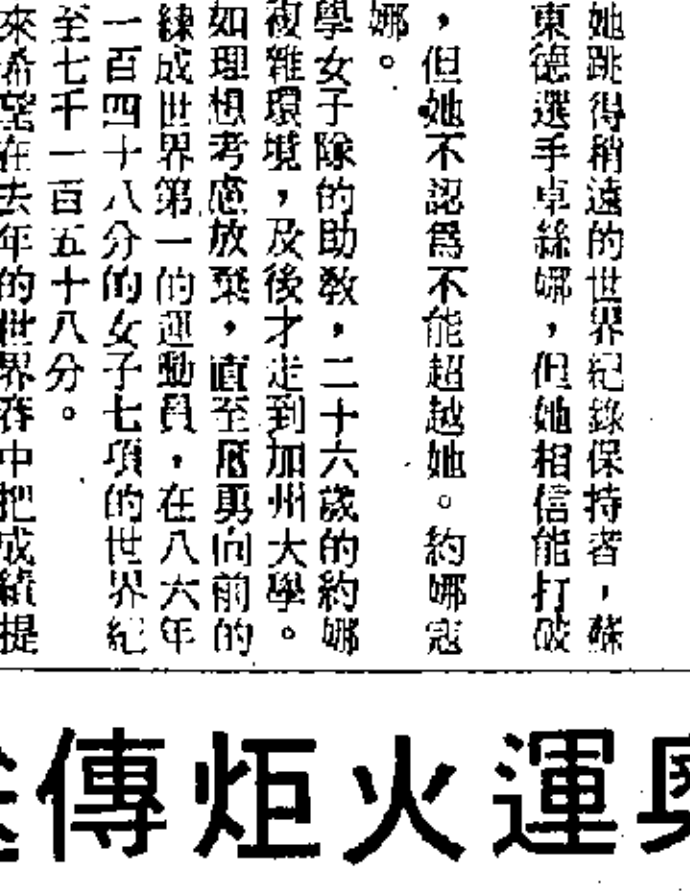 她跳得稍遠的世界紀錄保持者，蘇
東德選手卓絲娜，但她相信能打破
，但她不認爲不能超越她。約娜
娜。
學女子隊的助敎，二十六歲的約娜
複雜環境，及後才走到加州大學。
如理想考慮放棄，直至勇向前的
練成世界第一的運動員，在八六年
一百四十八分的女子七項的世界紀
至七千一百五十八分。
來希望在去年的世界存中把成績提
奧運火炬傳